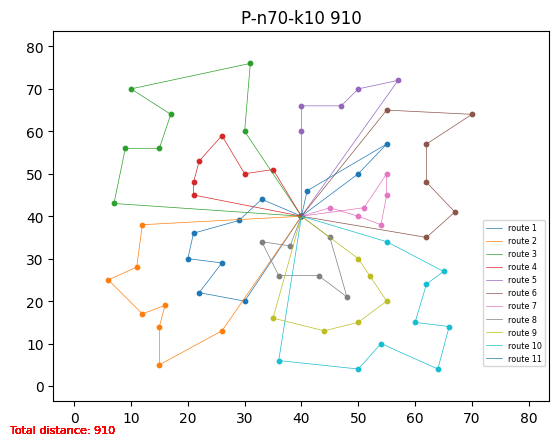 P-n70-k10 910
80
70
60
50
40
30
20
10
0
0 10 20 30 40 50 60 70 80
route 1
route 2
route 3
route 4
route 5
route 6
route 7
route 8
route 9
route 10
route 11
Total distance: 910